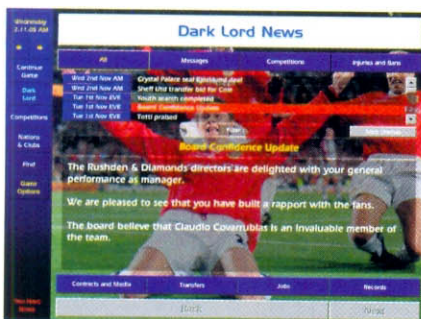 Wednesday
2.11.05 AM
Dark Lord News
All
Messages
Competitions
Injuries and Bans
Continue
Game
Dark
Lord
Competitions
Nations
& Clubs
Find
Game
Options
Wed 2nd Nov AM Crystal Palace seal deal
Wed 2nd Nov AM Sheff Utd transfer bid for Coin
Tue 1st Nov EVE Youth search completed
Tue 1st Nov EVE Board Confidence Update
Tue 1st Nov EVE Totti praised
Board Confidence Update
The Rushden & Diamonds directors are delighted with your general
performance as manager.
We are pleased to see that you have built a rapport with the fans.
The board believe that Claudio Covarrubias is an invaluable member of
the team.
Contracts and Media
Transfers
Jobs
Records
Back
Next